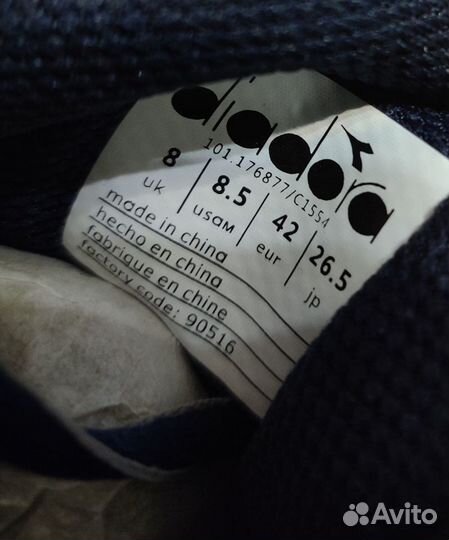 diadora
101.176877/C1554
8 8.5 42 26.5
uk usam eur jp
made in china
hecho en china
fabrique en chine
factory code: 90516
Avito